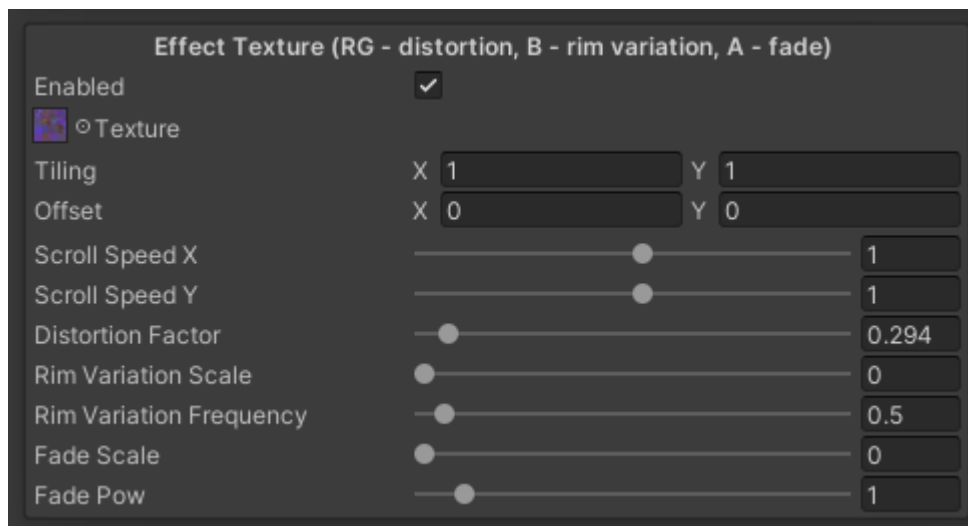 Effect Texture (RG - distortion, B - rim variation, A - fade)
Enabled
Texture
Tiling X 1 Y 1
Offset X 0 Y 0
Scroll Speed X 1
Scroll Speed Y 1
Distortion Factor 0.294
Rim Variation Scale 0
Rim Variation Frequency 0.5
Fade Scale 0
Fade Pow 1